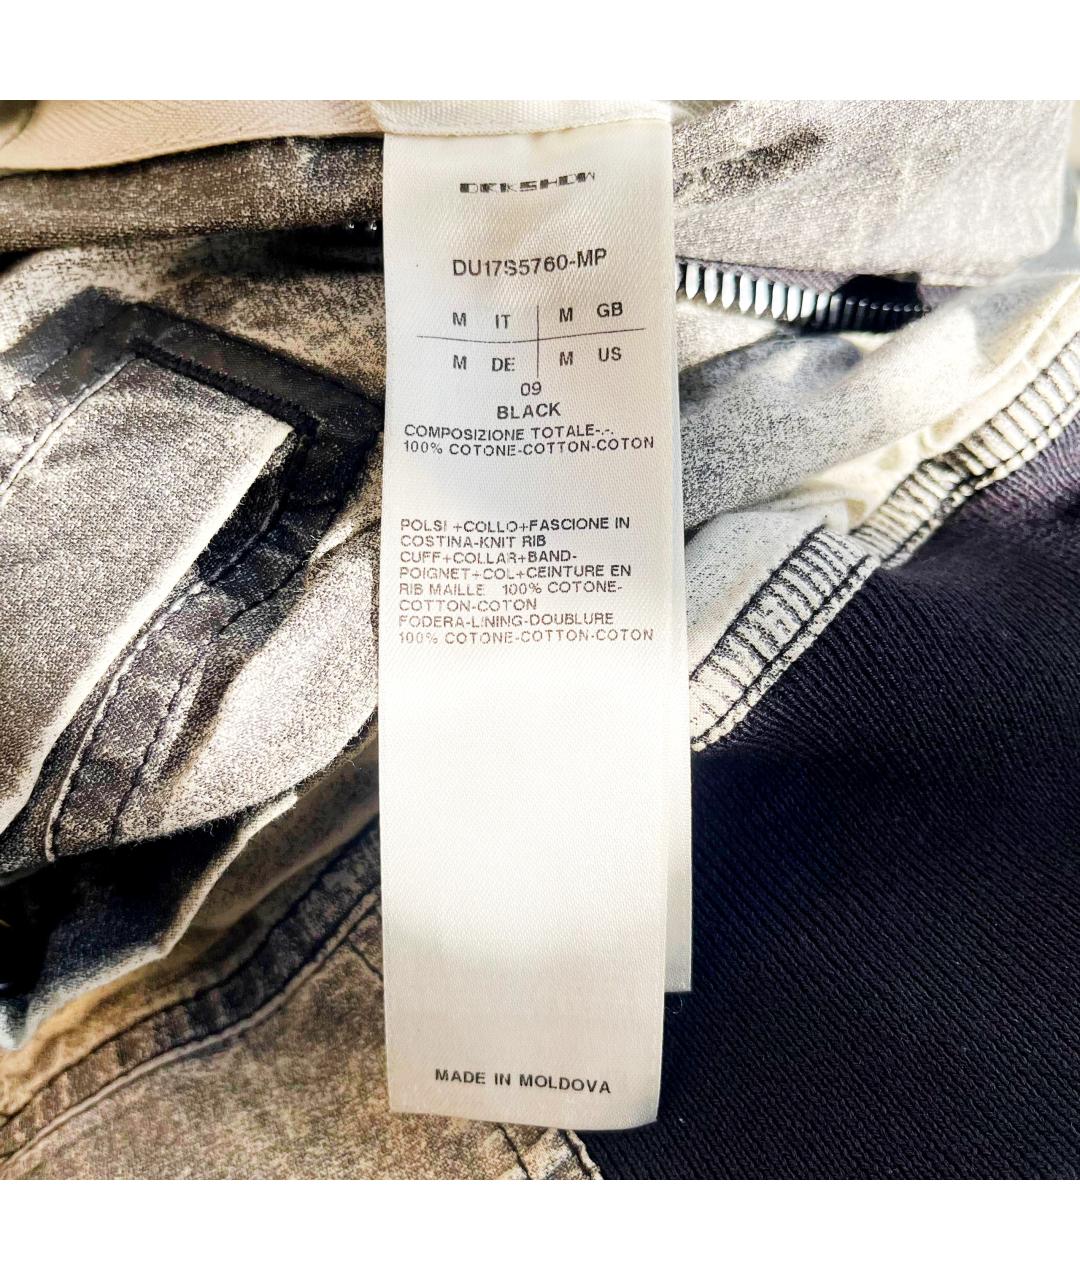 DRKSHDW
DU17S5760-MP
M IT M GB
M DE M US
09
BLACK
COMPOSIZIONE TOTALE-.-.
100% COTONE-COTTON-COTON
POLSI +COLLO+FASCIONE IN
COSTINA-KNIT RIB
CUFF+COLLAR+BAND-
POIGNET+COL+CEINTURE EN
RIB MAILLE 100% COTONE-
COTTON-COTON
FODERA-LINING-DOUBLURE
100% COTONE-COTTON-COTON
MADE IN MOLDOVA